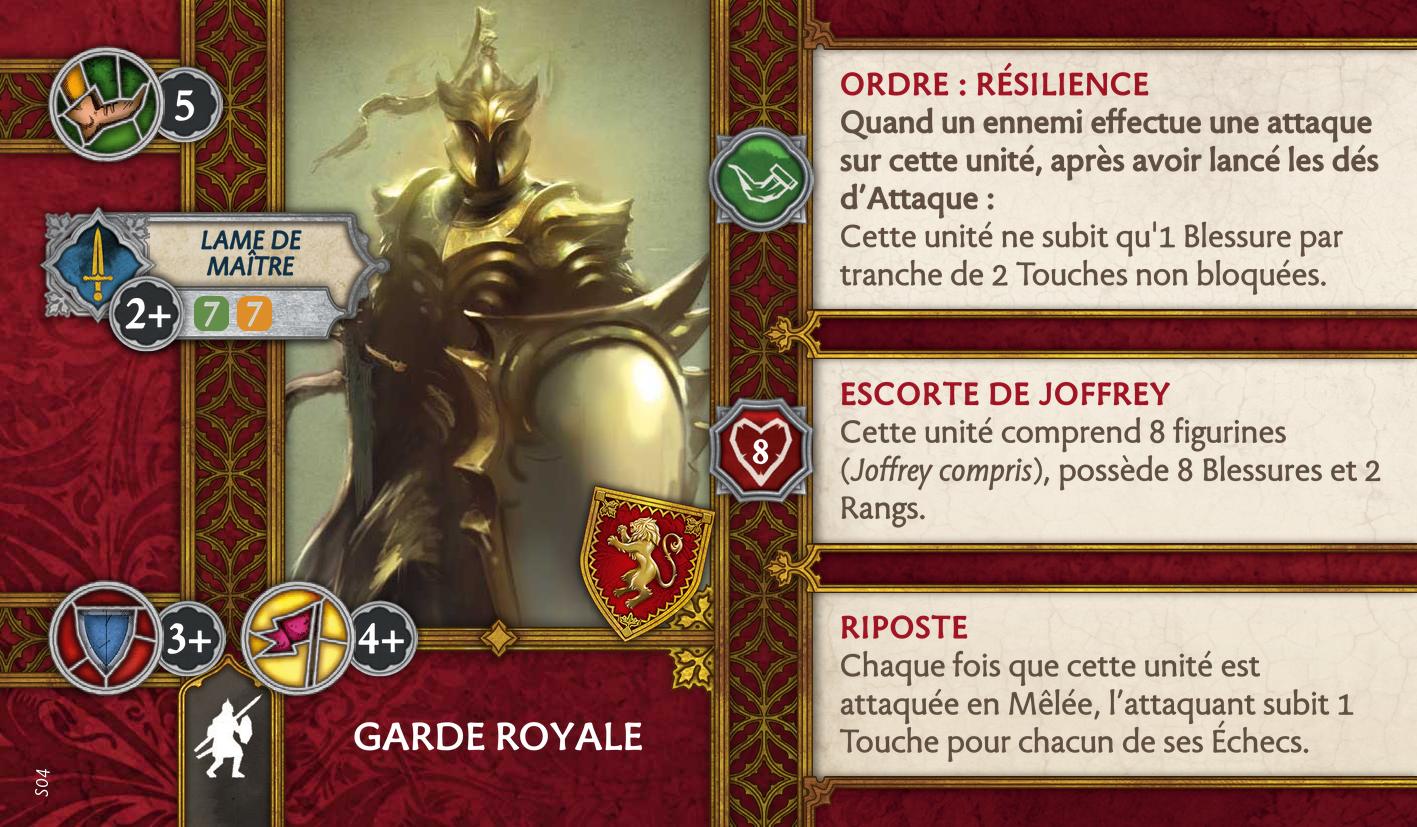 5
LAME DE
MAÎTRE
2+
7 7
3+
4+
GARDE ROYALE
S04
ORDRE : RÉSILIENCE
Quand un ennemi effectue une attaque
sur cette unité, après avoir lancé les dés
d’Attaque :
Cette unité ne subit qu'1 Blessure par
tranche de 2 Touches non bloquées.
8
ESCORTE DE JOFFREY
Cette unité comprend 8 figurines
(Joffrey compris), possède 8 Blessures et 2
Rangs.
RIPOSTE
Chaque fois que cette unité est
attaquée en Mêlée, l’attaquant subit 1
Touche pour chacun de ses Échecs.